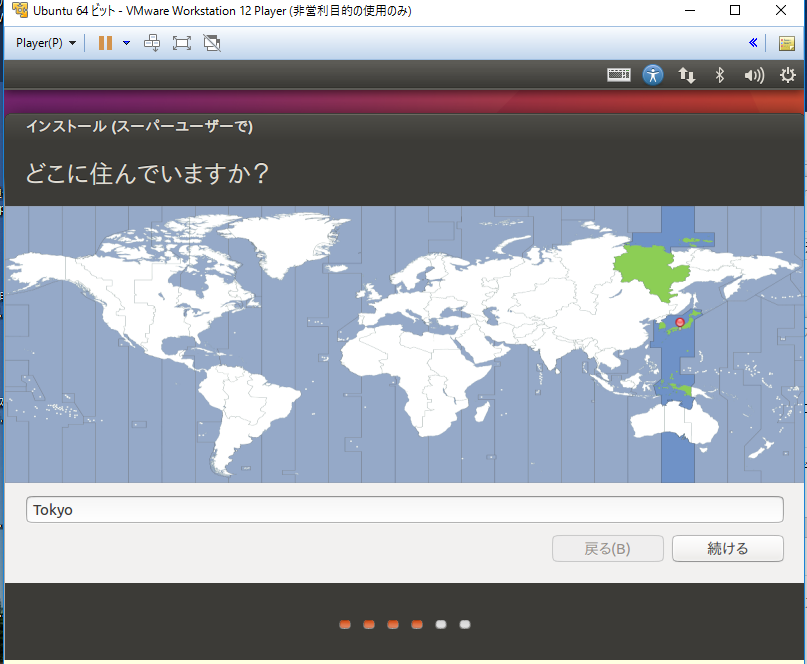 Ubuntu 64 ビット - VMware Workstation 12 Player (非営利目的の使用のみ)
Player(P)
インストール (スーパーユーザーで)
どこに住んでいますか？
Tokyo
戻る(B)
続ける